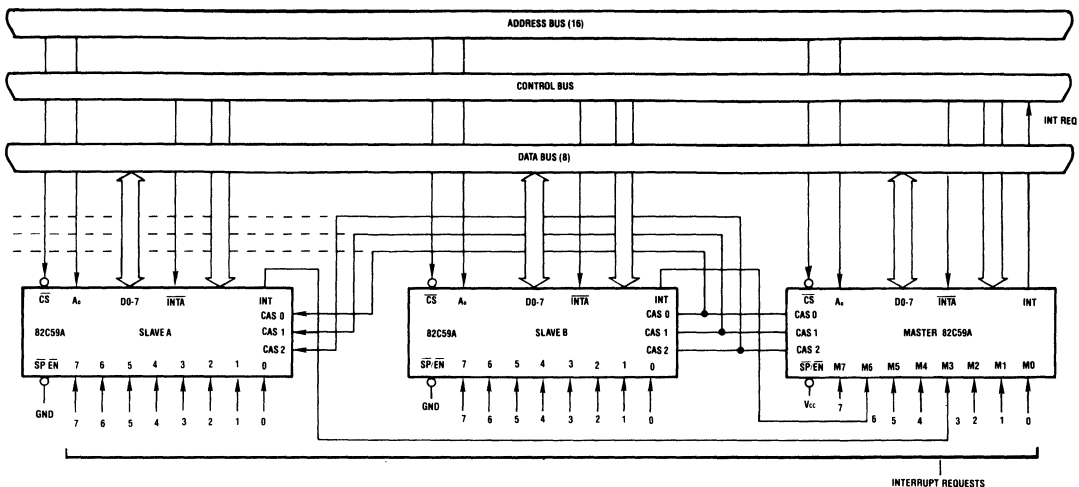 ADDRESS BUS (16)
CONTROL BUS
INT REQ
DATA BUS (8)
CS A₀ D0-7 INTA INT
CAS 0
82C59A SLAVE A CAS 1
CAS 2
SP EN 7 6 5 4 3 2 1 0
GND
7 6 5 4 3 2 1 0
CS A₀ D0-7 INTA INT
CAS 0
82C59A SLAVE B CAS 1
CAS 2
SP/EN 7 6 5 4 3 2 1 0
GND
7 6 5 4 3 2 1 0
CS A₀ D0-7 INTA INT
CAS 0
CAS 1 MASTER 82C59A
CAS 2
SP/EN M7 M6 M5 M4 M3 M2 M1 M0
VCC
7 6 5 4 3 2 1 0
INTERRUPT REQUESTS